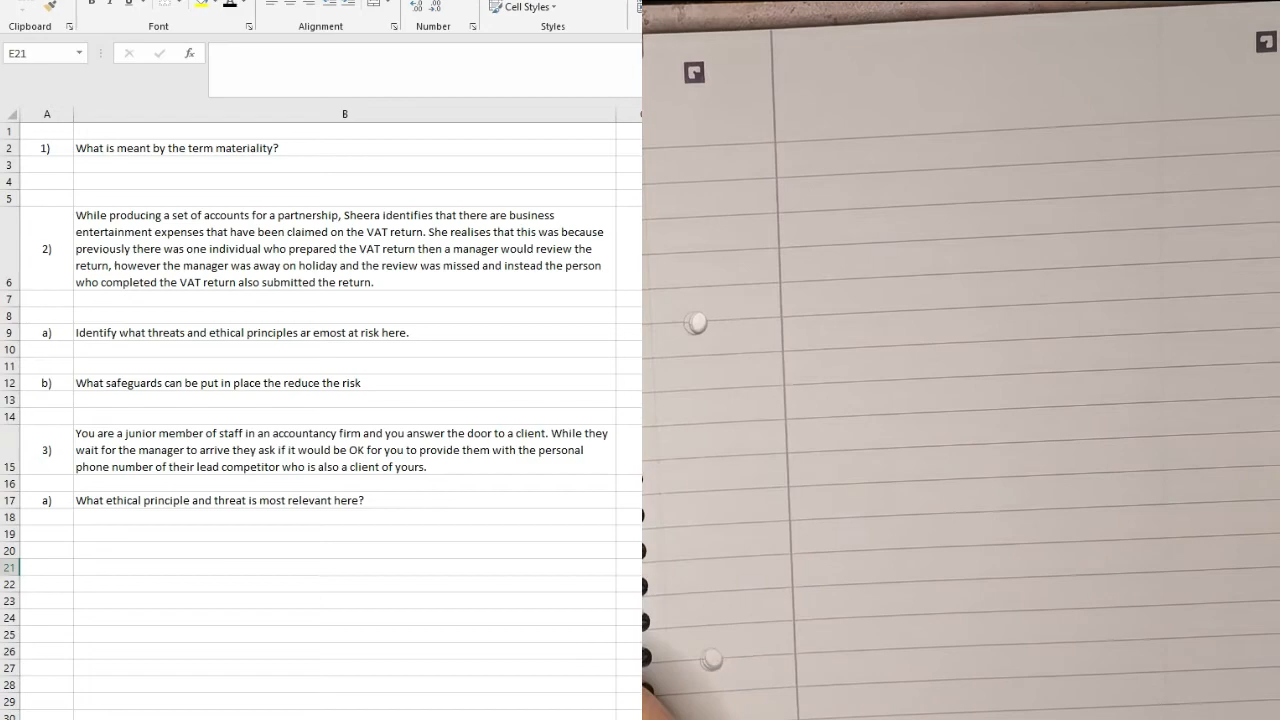 Cell Styles
Clipboard
Font
Alignment
Number
Styles
E21
fx
A
B
1
2
1)
What is meant by the term materiality?
3
4
5
While producing a set of accounts for a partnership, Sheera identifies that there are business
entertainment expenses that have been claimed on the VAT return. She realises that this was because
2)
previously there was one individual who prepared the VAT return then a manager would review the
return, however the manager was away on holiday and the review was missed and instead the person
6
who completed the VAT return also submitted the return.
7
8
9
a)
Identify what threats and ethical principles ar emost at risk here.
10
11
12
b)
What safeguards can be put in place the reduce the risk
13
14
You are a junior member of staff in an accountancy firm and you answer the door to a client. While they
3)
wait for the manager to arrive they ask if it would be OK for you to provide them with the personal
15
phone number of their lead competitor who is also a client of yours.
16
17
a)
What ethical principle and threat is most relevant here?
18
19
20
21
22
23
24
25
26
27
28
29
30